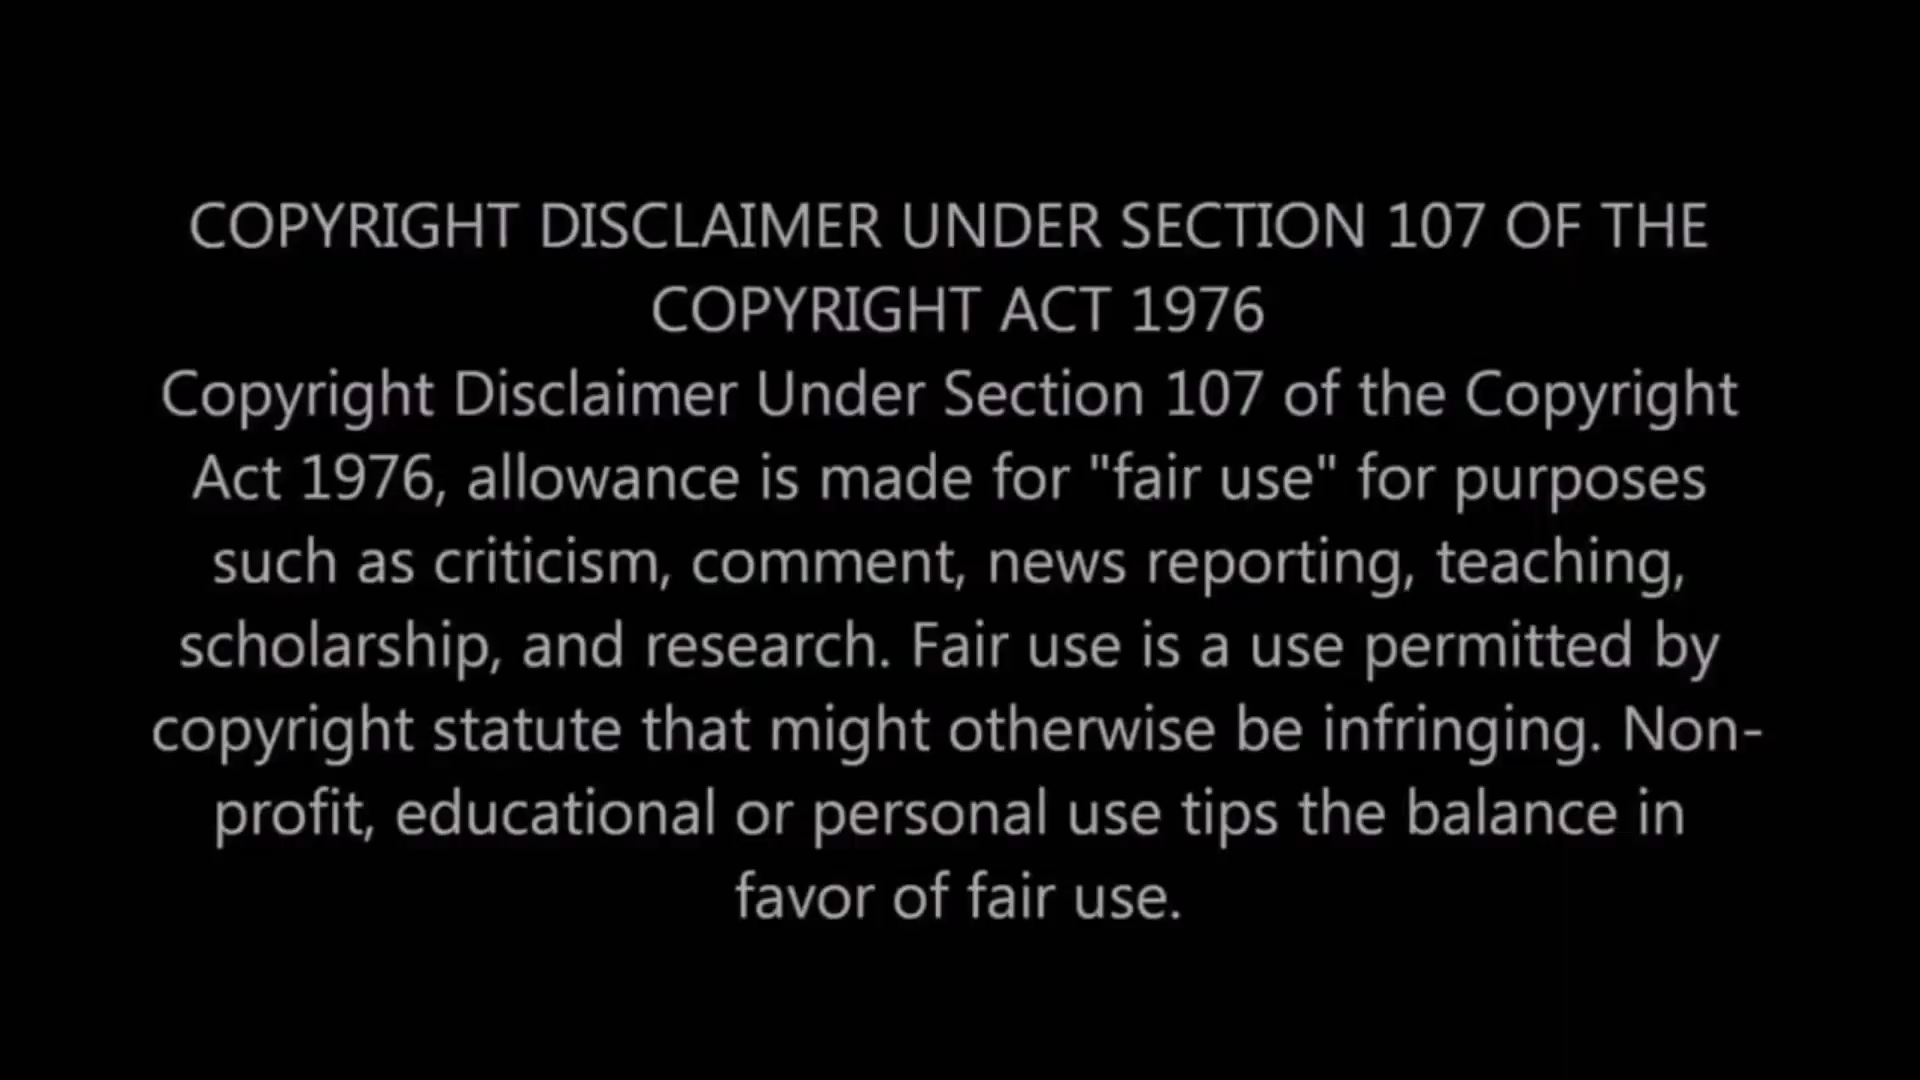 COPYRIGHT DISCLAIMER UNDER SECTION 107 OF THE
COPYRIGHT ACT 1976
Copyright Disclaimer Under Section 107 of the Copyright
Act 1976, allowance is made for "fair use" for purposes
such as criticism, comment, news reporting, teaching,
scholarship, and research. Fair use is a use permitted by
copyright statute that might otherwise be infringing. Non-
profit, educational or personal use tips the balance in
favor of fair use.